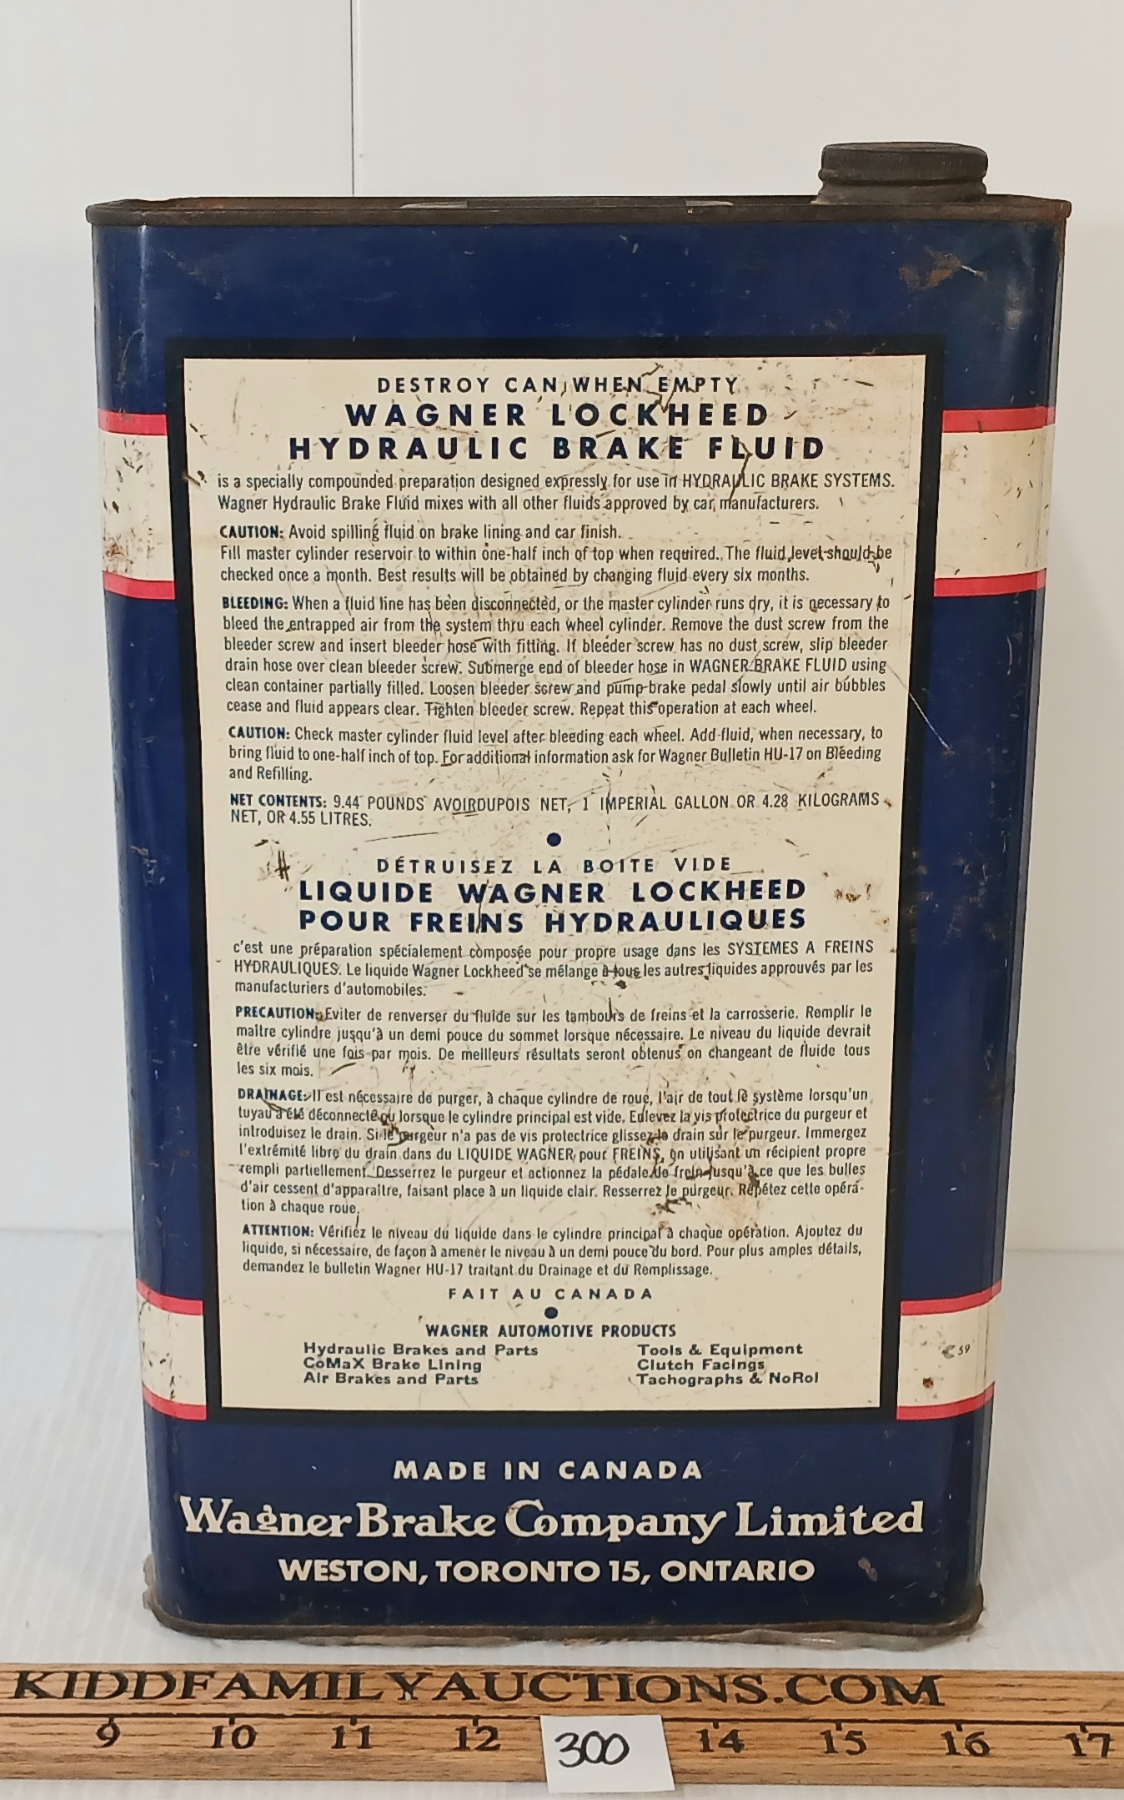 DESTROY CAN WHEN EMPTY
WAGNER LOCKHEED
HYDRAULIC BRAKE FLUID
is a specially compounded preparation designed expressly for use in HYDRAULIC BRAKE SYSTEMS.
Wagner Hydraulic Brake Fluid mixes with all other fluids approved by car manufacturers.
CAUTION: Avoid spilling fluid on brake lining and car finish.
Fill master cylinder reservoir to within one-half inch of top when required. The fluid level should be
checked once a month. Best results will be obtained by changing fluid every six months.
BLEEDING: When a fluid line has been disconnected, or the master cylinder runs dry, it is necessary to
bleed the entrapped air from the system thru each wheel cylinder. Remove the dust screw from the
bleeder screw and insert bleeder hose with fitting. If bleeder screw has no dust screw, slip bleeder
drain hose over clean bleeder screw. Submerge end of bleeder hose in WAGNER BRAKE FLUID using
clean container partially filled. Loosen bleeder screw and pump brake pedal slowly until air bubbles
cease and fluid appears clear. Tighten bleeder screw. Repeat this operation at each wheel.
CAUTION: Check master cylinder fluid level after bleeding each wheel. Add fluid, when necessary, to
bring fluid to one-half inch of top. For additional information ask for Wagner Bulletin HU-17 on Bleeding
and Refilling.
NET CONTENTS: 9.44 POUNDS AVOIRDUPOIS NET, 1 IMPERIAL GALLON OR 4.28 KILOGRAMS
NET, OR 4.55 LITRES.
DÉTRUISEZ LA BOITE VIDE
LIQUIDE WAGNER LOCKHEED
POUR FREINS HYDRAULIQUES
c'est une préparation spécialement composée pour propre usage dans les SYSTEMES A FREINS
HYDRAULIQUES. Le liquide Wagner Lockheed se mélange à tous les autres liquides approuvés par les
manufacturiers d'automobiles.
PRECAUTION: Eviter de renverser du fluide sur les tambours de freins et la carrosserie. Remplir le
maître cylindre jusqu'à un demi pouce du sommet lorsque nécessaire. Le niveau du liquide devrait
être vérifié une fois par mois. De meilleurs résultats seront obtenus on changeant de fluide tous
les six mois.
DRAINAGE: Il est nécessaire de purger, à chaque cylindre de roue, l'air de tout le système lorsqu'un
tuyau a été déconnecté ou lorsque le cylindre principal est vide. Enlevez la vis protectrice du purgeur et
introduisez le drain. Si le purgeur n'a pas de vis protectrice glissez le drain sur le purgeur. Immergez
l'extrémité libre du drain dans du LIQUIDE WAGNER pour FREINS, en utilisant un récipient propre
rempli partiellement. Desserrez le purgeur et actionnez la pédale de frein jusqu'à ce que les bulles
d'air cessent d'apparaître, faisant place à un liquide clair. Resserrez le purgeur. Répétez cette opéra-
tion à chaque roue.
ATTENTION: Vérifiez le niveau du liquide dans le cylindre principal à chaque opération. Ajoutez du
liquide, si nécessaire, de façon à amener le niveau à un demi pouce du bord. Pour plus amples détails,
demandez le bulletin Wagner HU-17 traitant du Drainage et du Remplissage.
FAIT AU CANADA
WAGNER AUTOMOTIVE PRODUCTS
Hydraulic Brakes and Parts Tools & Equipment
CoMaX Brake Lining Clutch Facings
Air Brakes and Parts Tachographs & NoRol
59
MADE IN CANADA
Wagner Brake Company Limited
WESTON, TORONTO 15, ONTARIO
KIDDFAMILYAUCTIONS.COM
9 10 11 12 14 15 16 17
300